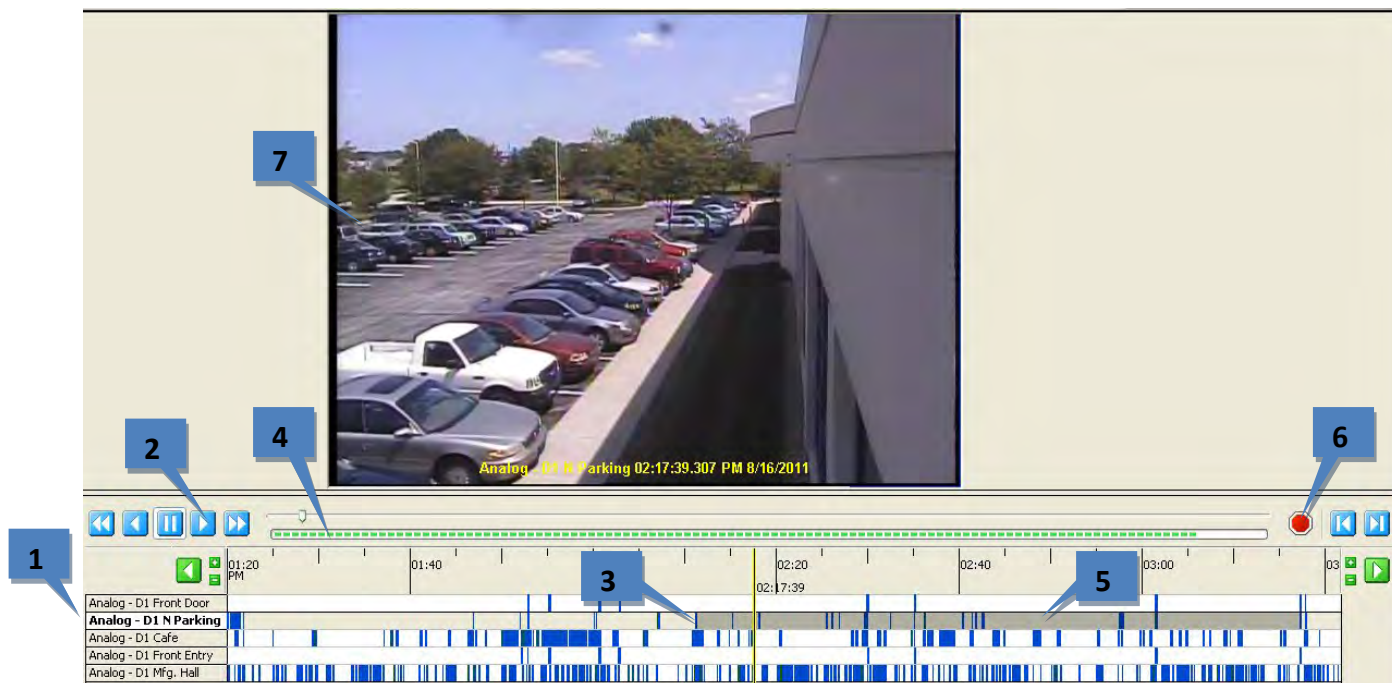 7
Analog - D1 N Parking 02:17:39.307 PM 8/16/2011
2
4
6
1
01:20 PM
01:40
3
02:20
02:40
5
03:00
03
02:17:39
Analog - D1 Front Door
Analog - D1 N Parking
Analog - D1 Cafe
Analog - D1 Front Entry
Analog - D1 Mfg. Hall